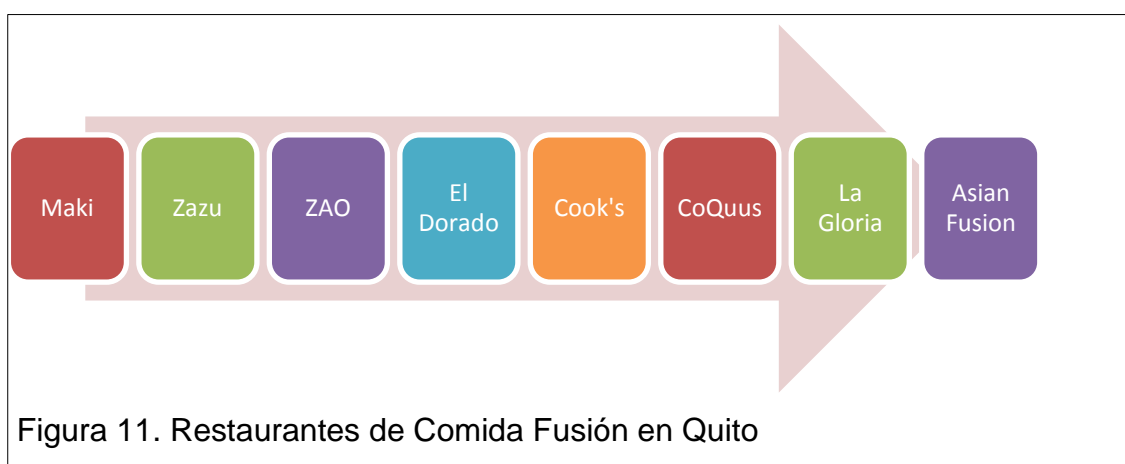 Maki
Zazu
ZAO
El
Dorado
Cook's
CoQuus
La
Gloria
Asian
Fusion
Figura 11. Restaurantes de Comida Fusión en Quito